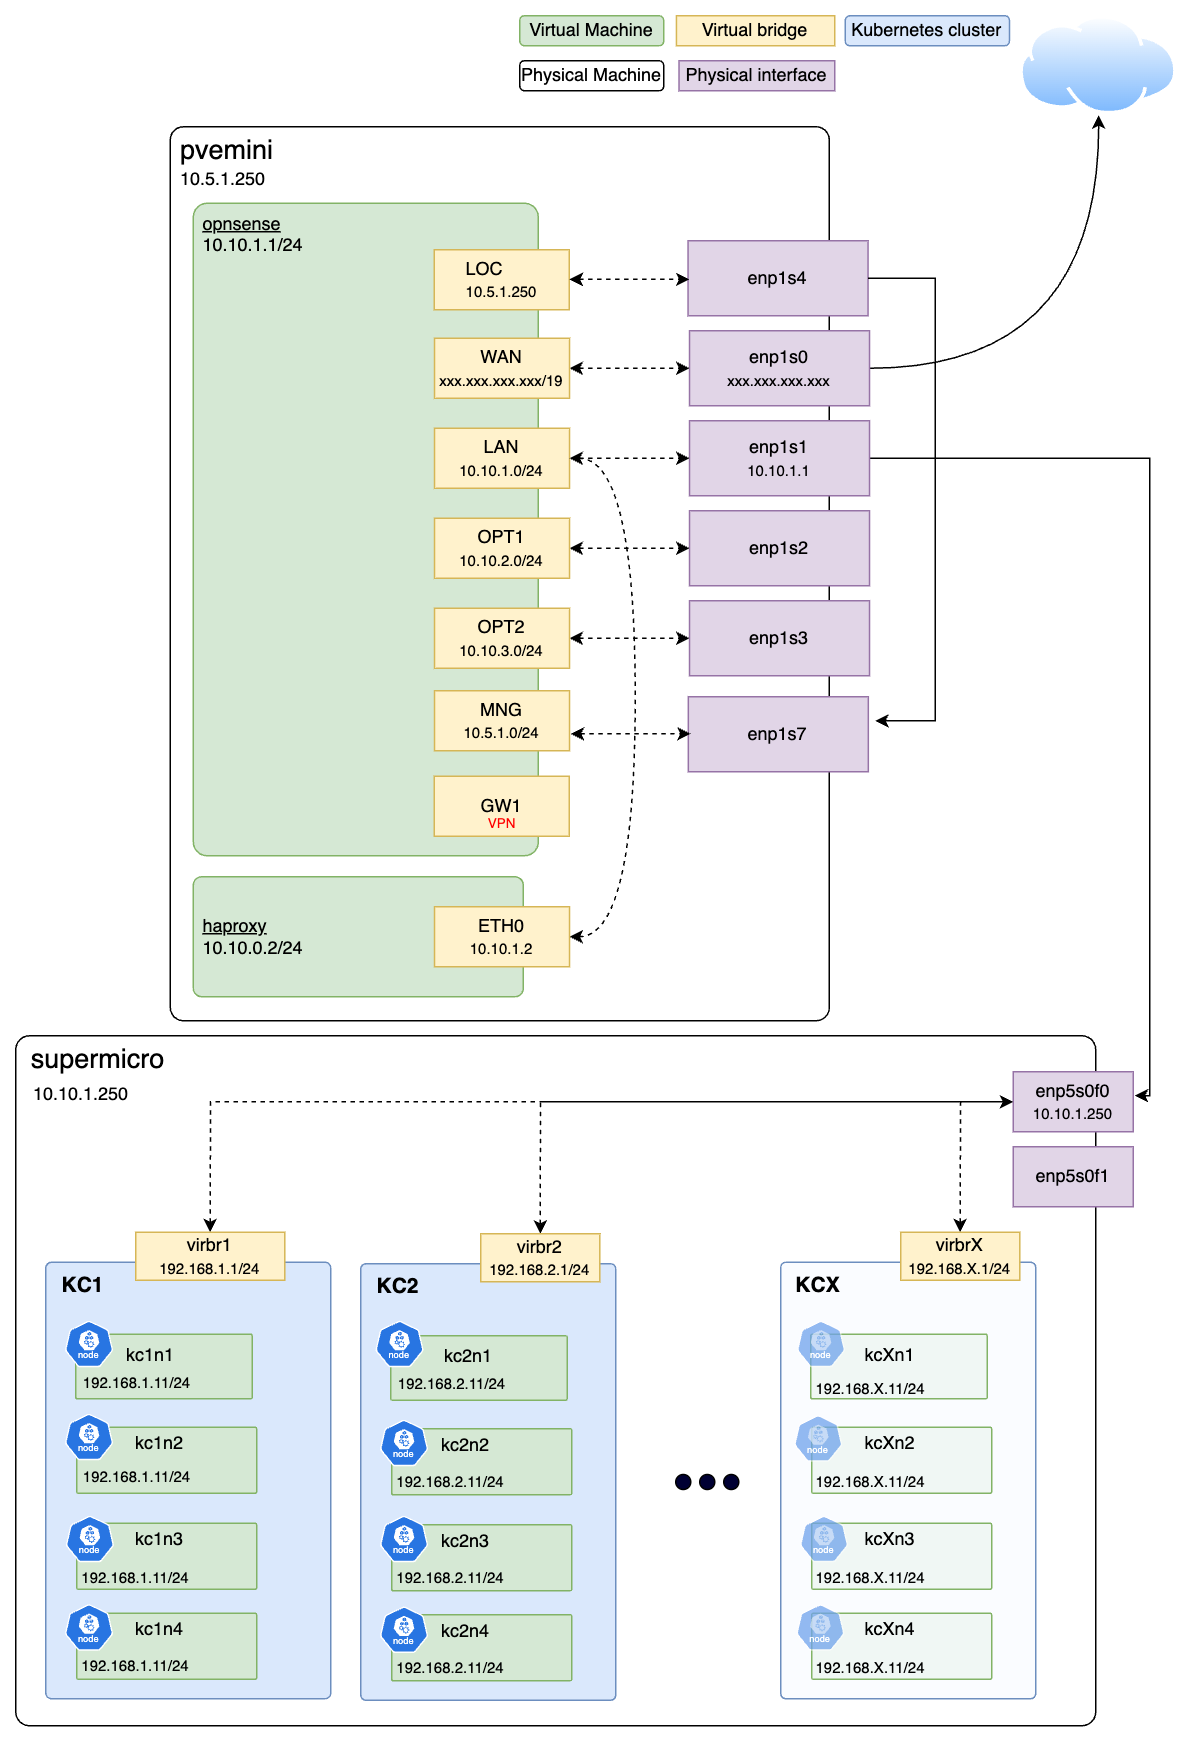 Virtual Machine
Virtual bridge
Kubernetes cluster
Physical Machine
Physical interface
pvemini
10.5.1.250
opnsense
10.10.1.1/24
LOC
10.5.1.250
enp1s4
WAN
xxx.xxx.xxx.xxx/19
enp1s0
xxx.xxx.xxx.xxx
LAN
10.10.1.0/24
enp1s1
10.10.1.1
OPT1
10.10.2.0/24
enp1s2
OPT2
10.10.3.0/24
enp1s3
MNG
10.5.1.0/24
enp1s7
GW1
VPN
haproxy
10.10.0.2/24
ETH0
10.10.1.2
supermicro
10.10.1.250
enp5s0f0
10.10.1.250
enp5s0f1
virbr1
192.168.1.1/24
KC1
node
kc1n1
192.168.1.11/24
node
kc1n2
192.168.1.11/24
node
kc1n3
192.168.1.11/24
node
kc1n4
192.168.1.11/24
virbr2
192.168.2.1/24
KC2
node
kc2n1
192.168.2.11/24
node
kc2n2
192.168.2.11/24
node
kc2n3
192.168.2.11/24
node
kc2n4
192.168.2.11/24
virbrX
192.168.X.1/24
KCX
node
kcXn1
192.168.X.11/24
node
kcXn2
192.168.X.11/24
node
kcXn3
192.168.X.11/24
node
kcXn4
192.168.X.11/24